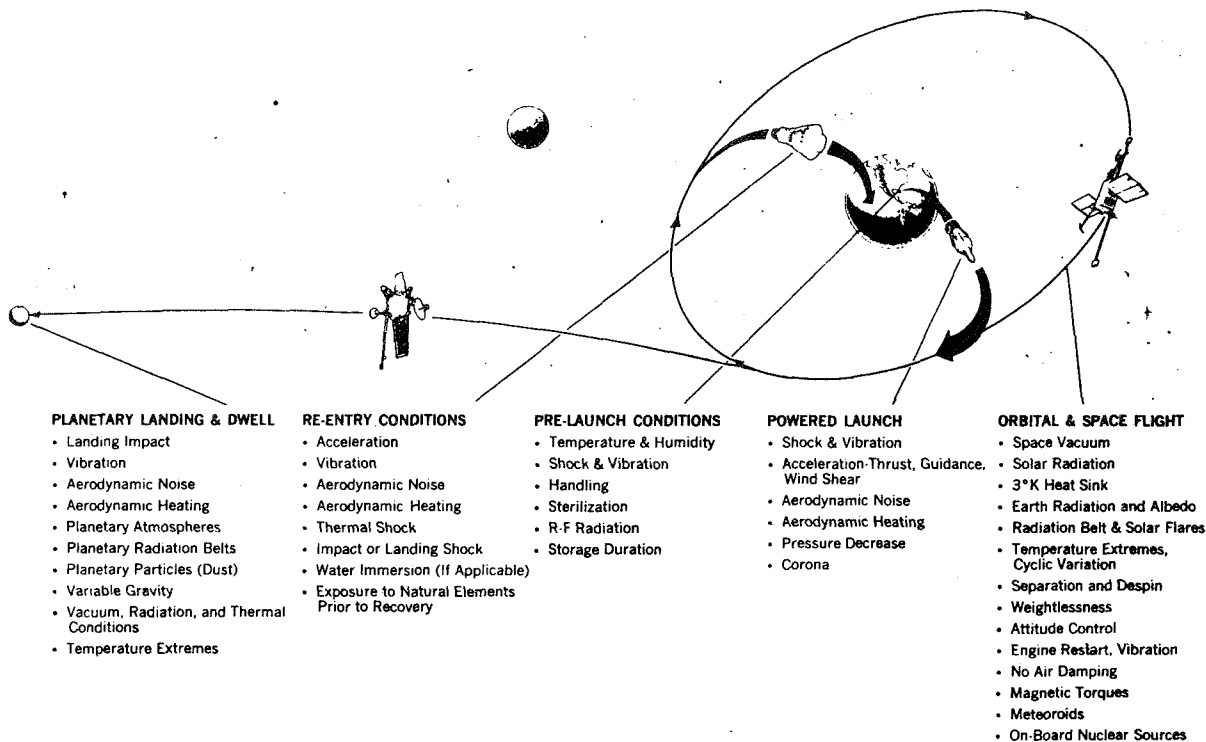 PLANETARY LANDING & DWELL
• Landing Impact
• Vibration
• Aerodynamic Noise
• Aerodynamic Heating
• Planetary Atmospheres
• Planetary Radiation Belts
• Planetary Particles (Dust)
• Variable Gravity
• Vacuum, Radiation, and Thermal
Conditions
• Temperature Extremes
RE-ENTRY CONDITIONS
• Acceleration
• Vibration
• Aerodynamic Noise
• Aerodynamic Heating
• Thermal Shock
• Impact or Landing Shock
• Water Immersion (If Applicable)
• Exposure to Natural Elements
Prior to Recovery
PRE-LAUNCH CONDITIONS
• Temperature & Humidity
• Shock & Vibration
• Handling
• Sterilization
• R-F Radiation
• Storage Duration
POWERED LAUNCH
• Shock & Vibration
• Acceleration-Thrust, Guidance,
Wind Shear
• Aerodynamic Noise
• Aerodynamic Heating
• Pressure Decrease
• Corona
ORBITAL & SPACE FLIGHT
• Space Vacuum
• Solar Radiation
• 3°K Heat Sink
• Earth Radiation and Albedo
• Radiation Belt & Solar Flares
• Temperature Extremes,
Cyclic Variation
• Separation and Despin
• Weightlessness
• Attitude Control
• Engine Restart, Vibration
• No Air Damping
• Magnetic Torques
• Meteoroids
• On-Board Nuclear Sources